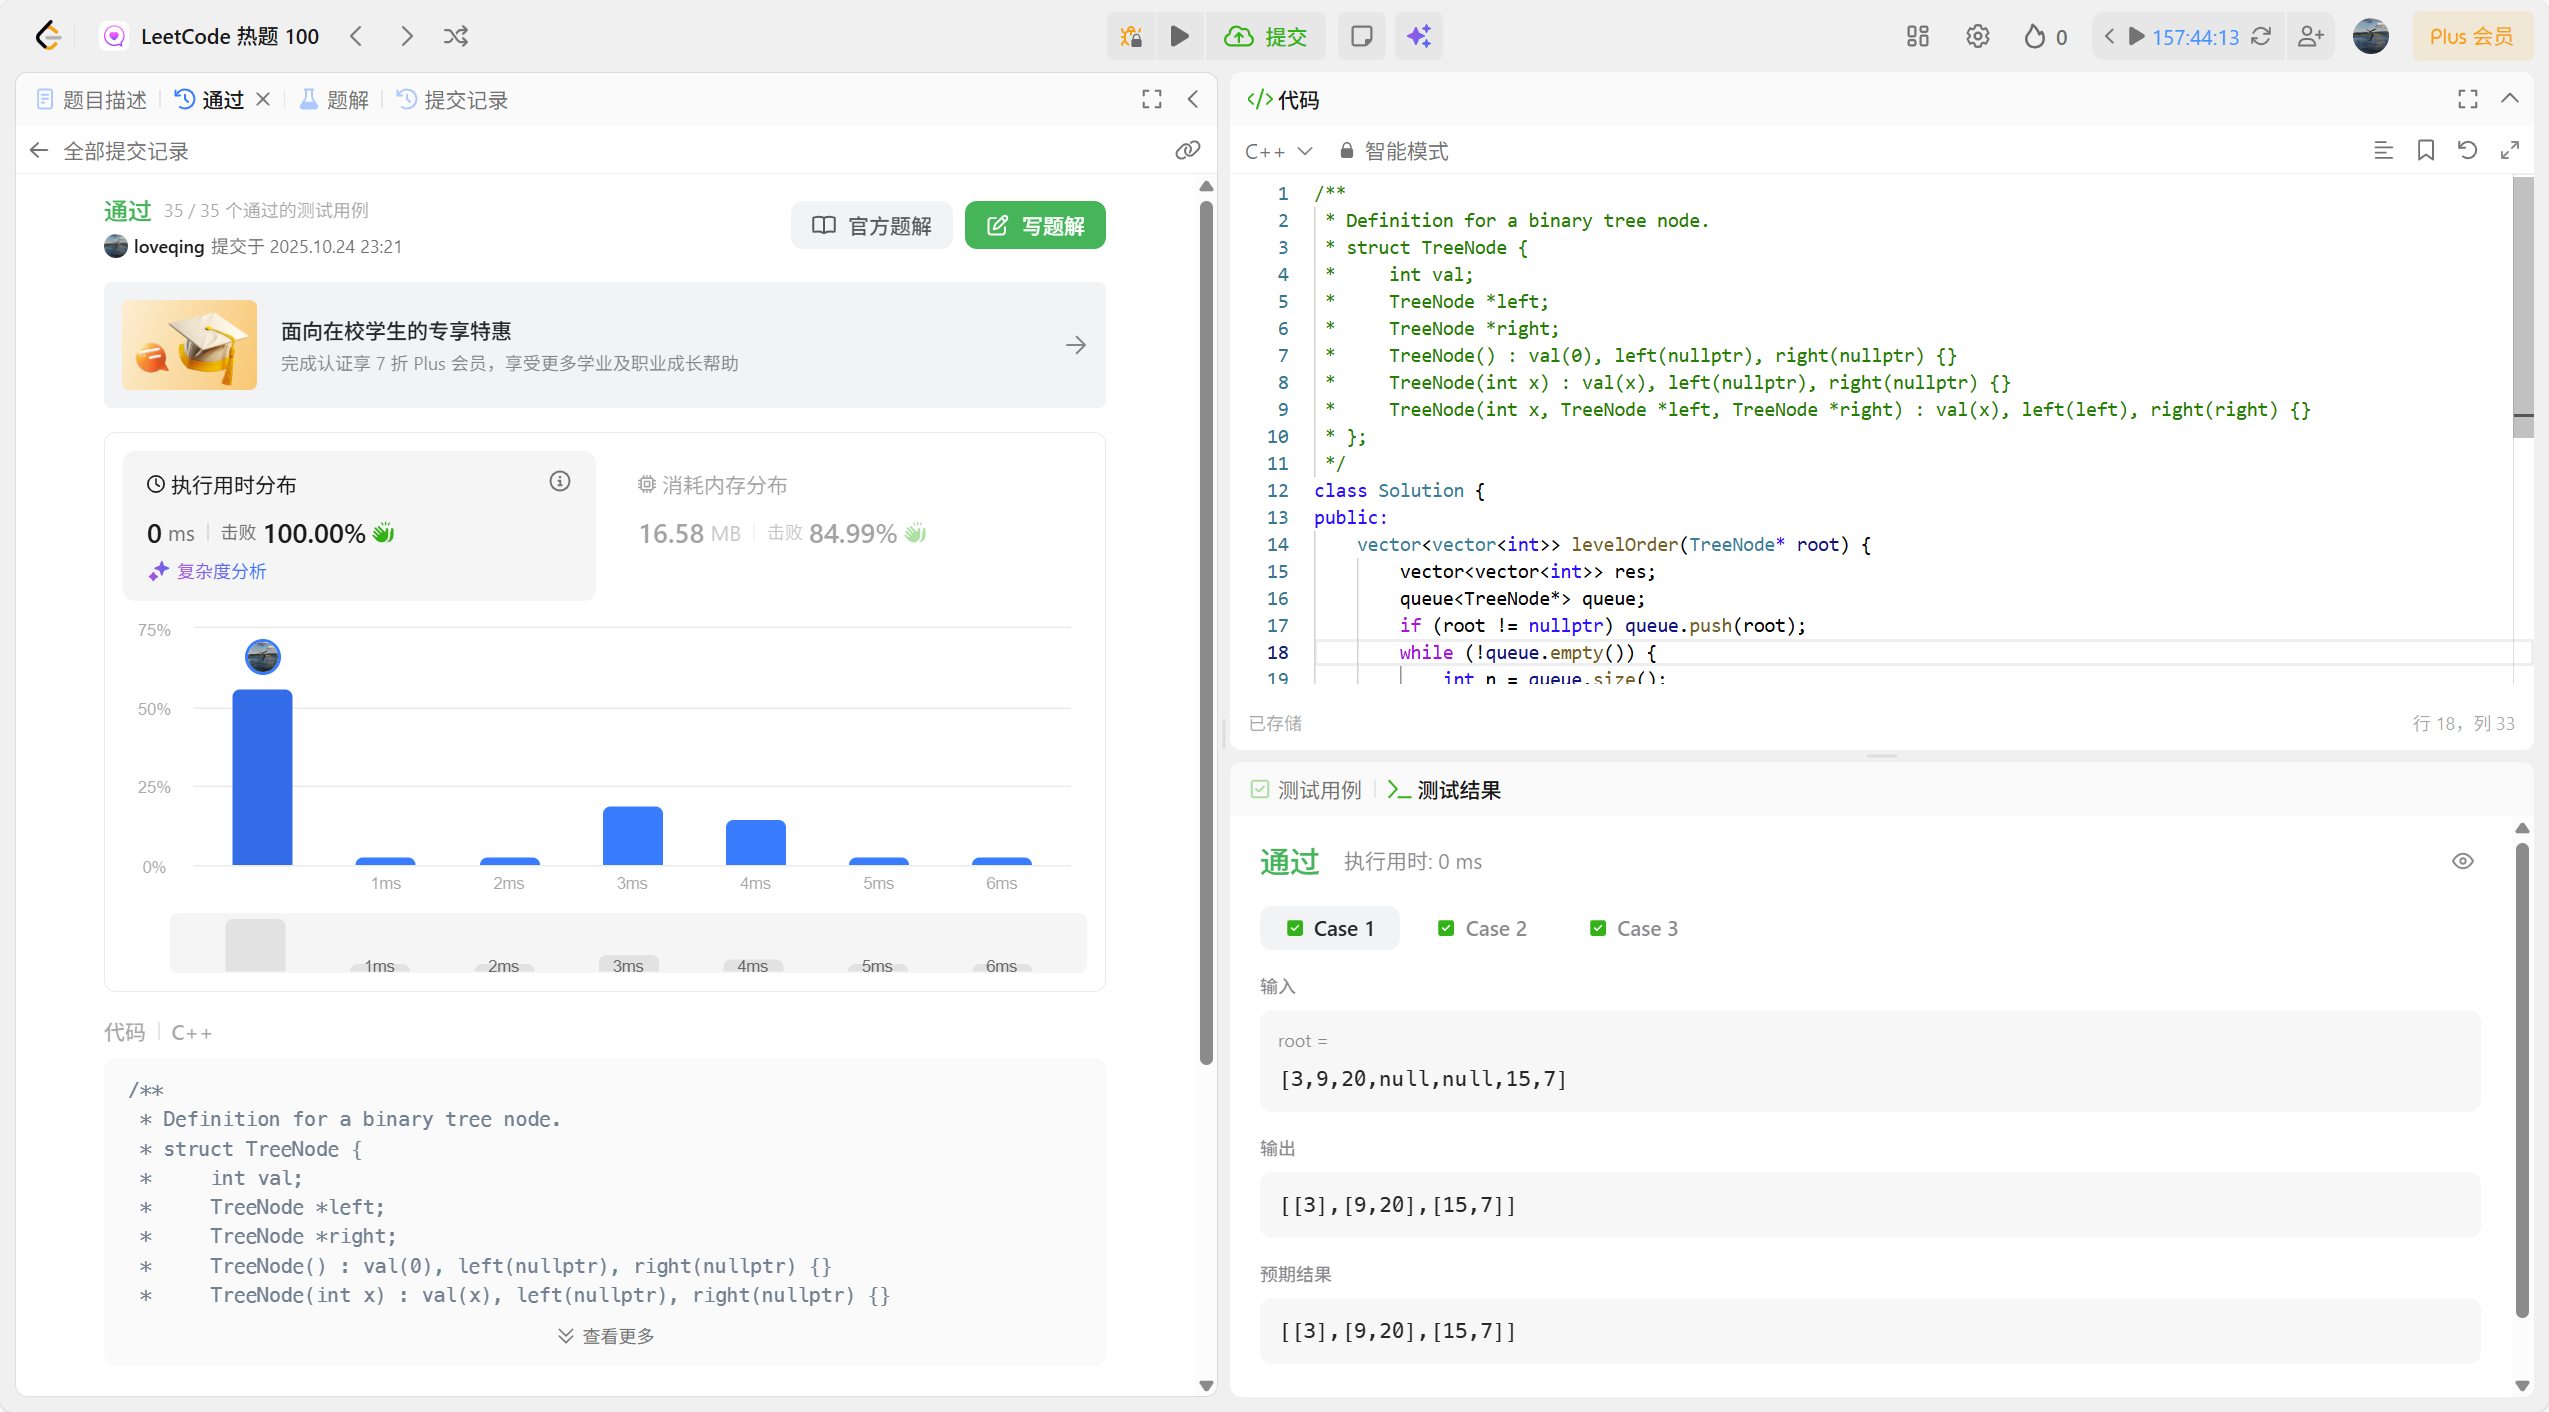 LeetCode 热题 100
提交
0
157:44:13
Plus 会员
题目描述
通过
题解
提交记录
全部提交记录
通过 35 / 35 个通过的测试用例
loveqing 提交于 2025.10.24 23:21
官方题解
写题解
面向在校学生的专享特惠
完成认证享 7 折 Plus 会员，享受更多学业及职业成长帮助
执行用时分布
0 ms 击败 100.00%
复杂度分析
消耗内存分布
16.58 MB 击败 84.99%
75%
50%
25%
0%
1ms 2ms 3ms 4ms 5ms 6ms
1ms 2ms 3ms 4ms 5ms 6ms
代码 C++
/**
 * Definition for a binary tree node.
 * struct TreeNode {
 *     int val;
 *     TreeNode *left;
 *     TreeNode *right;
 *     TreeNode() : val(0), left(nullptr), right(nullptr) {}
 *     TreeNode(int x) : val(x), left(nullptr), right(nullptr) {}
查看更多
</> 代码
C++ 智能模式
1 /**
2  * Definition for a binary tree node.
3  * struct TreeNode {
4  *     int val;
5  *     TreeNode *left;
6  *     TreeNode *right;
7  *     TreeNode() : val(0), left(nullptr), right(nullptr) {}
8  *     TreeNode(int x) : val(x), left(nullptr), right(nullptr) {}
9  *     TreeNode(int x, TreeNode *left, TreeNode *right) : val(x), left(left), right(right) {}
10  * };
11  */
12 class Solution {
13 public:
14     vector<vector<int>> levelOrder(TreeNode* root) {
15         vector<vector<int>> res;
16         queue<TreeNode*> queue;
17         if (root != nullptr) queue.push(root);
18         while (!queue.empty()) {
19             int n = queue.size();
已存储
行 18，列 33
测试用例
测试结果
通过 执行用时: 0 ms
Case 1
Case 2
Case 3
输入
root =
[3,9,20,null,null,15,7]
输出
[[3],[9,20],[15,7]]
预期结果
[[3],[9,20],[15,7]]